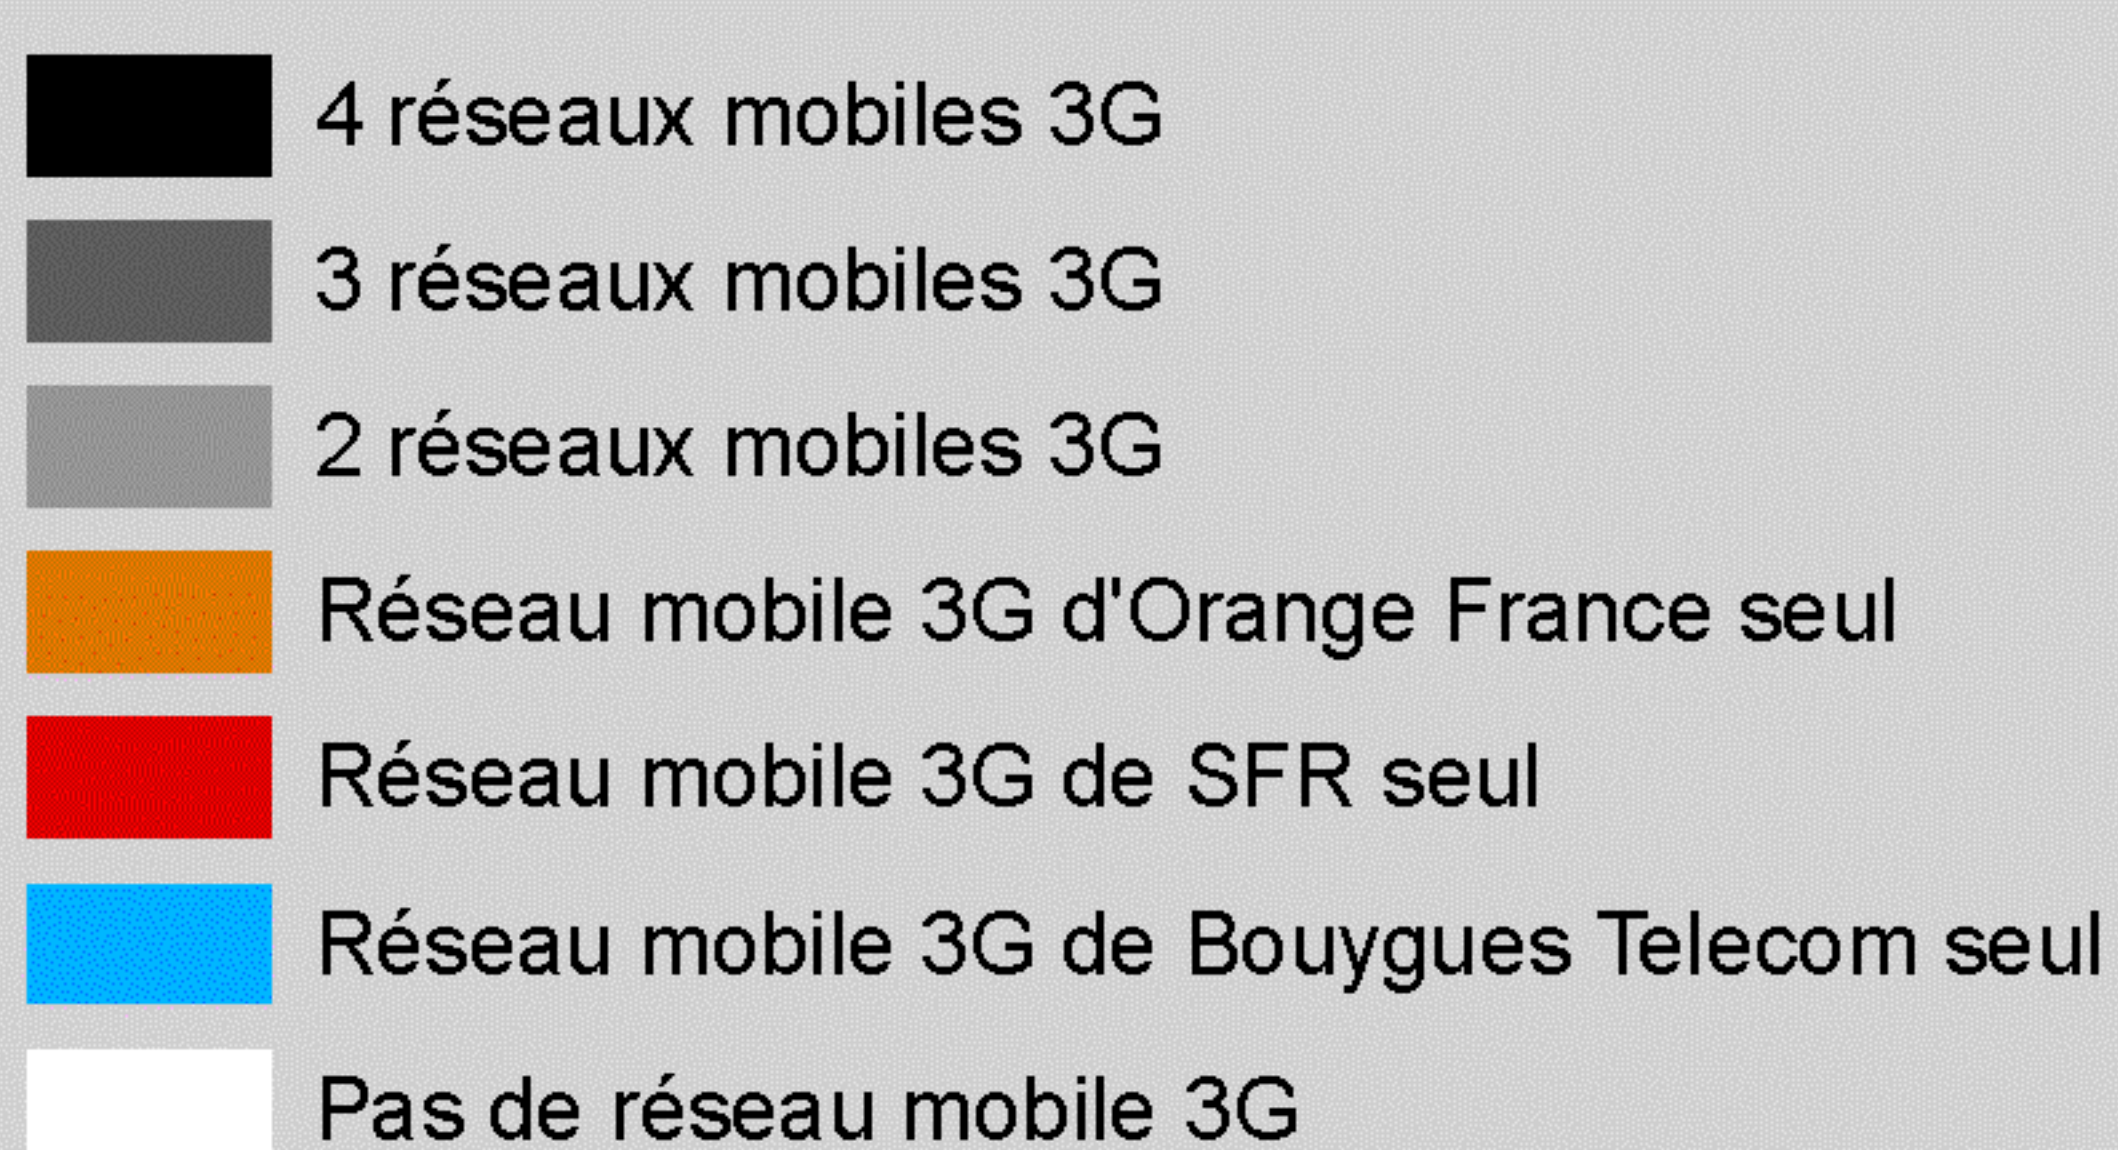 4 réseaux mobiles 3G
3 réseaux mobiles 3G
2 réseaux mobiles 3G
Réseau mobile 3G d'Orange France seul
Réseau mobile 3G de SFR seul
Réseau mobile 3G de Bouygues Telecom seul
Pas de réseau mobile 3G